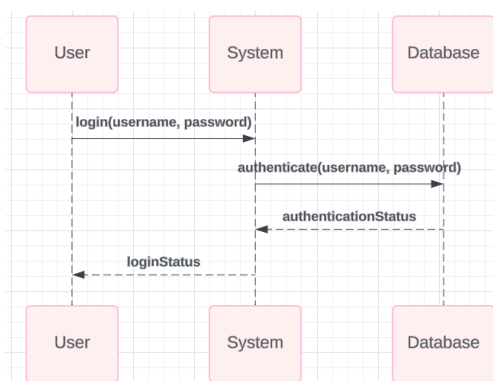 User
System
Database
login(username, password)
authenticate(username, password)
authenticationStatus
loginStatus
User
System
Database